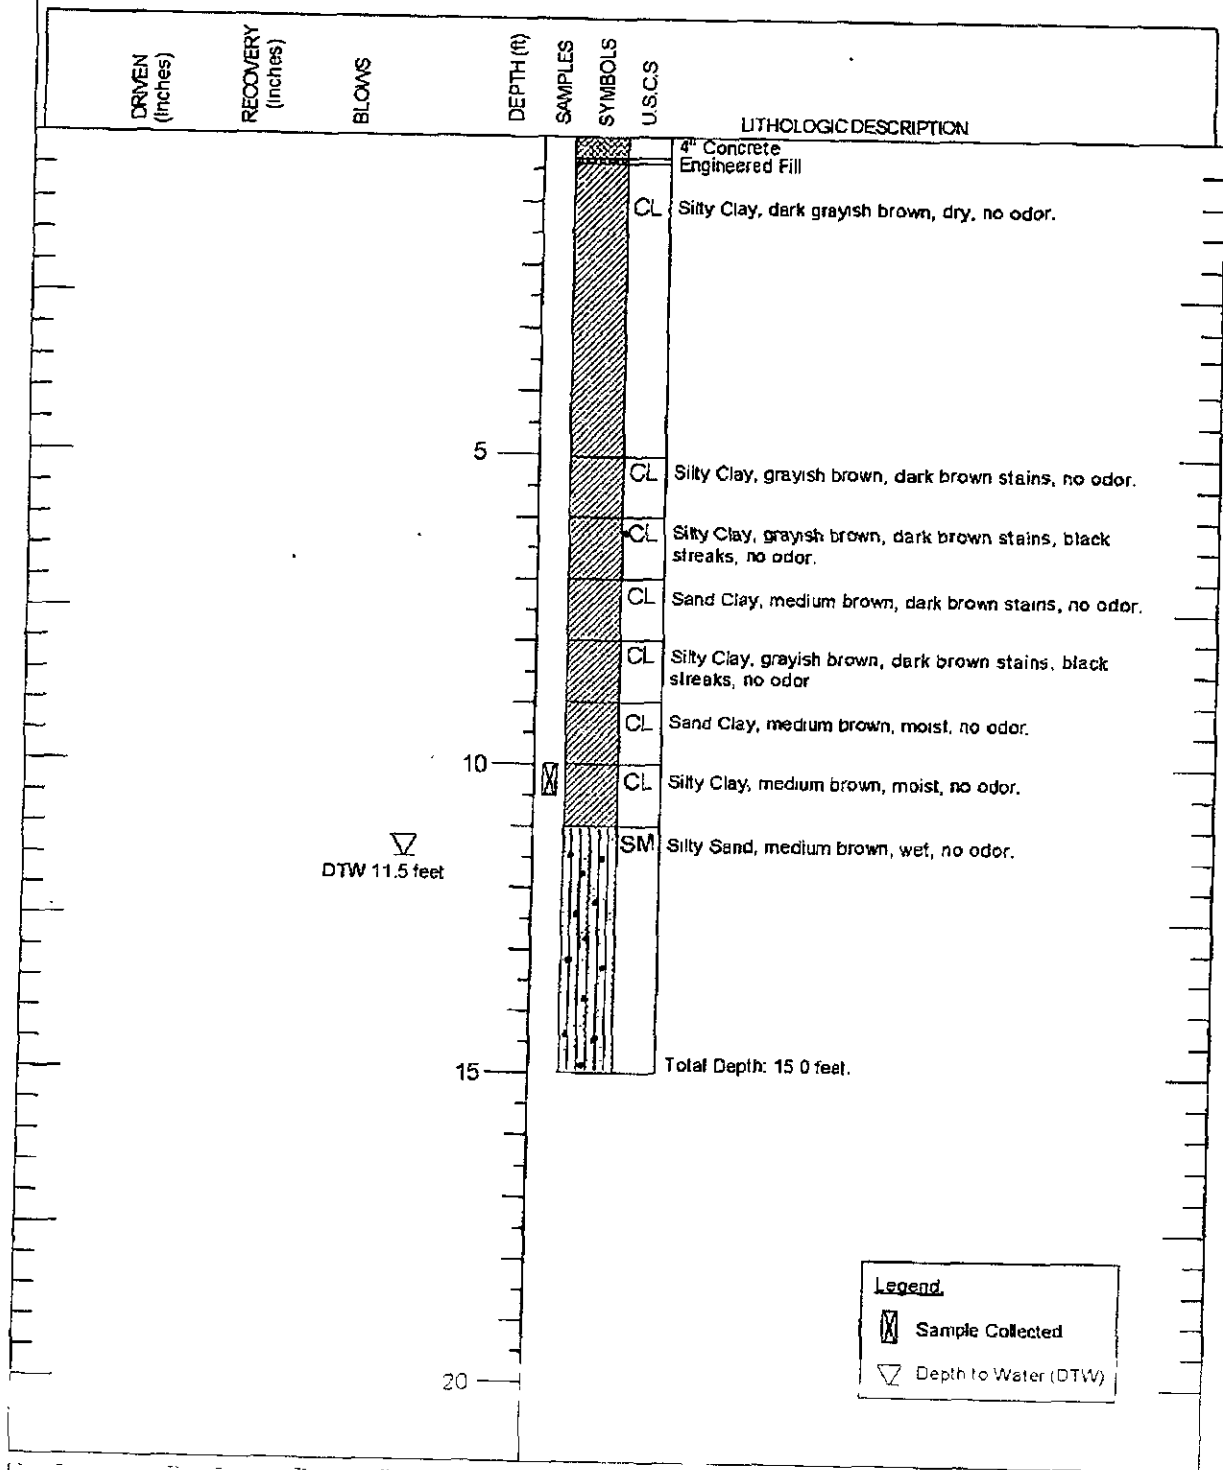 DRIVEN
(Inches)
RECOVERY
(Inches)
BLOWS
DEPTH (ft)
SAMPLES
SYMBOLS
U.S.C.S
LITHOLOGIC DESCRIPTION
4" Concrete
Engineered Fill
CL Silty Clay, dark grayish brown, dry, no odor.
5
CL Silty Clay, grayish brown, dark brown stains, no odor.
CL Silty Clay, grayish brown, dark brown stains, black
streaks, no odor.
CL Sand Clay, medium brown, dark brown stains, no odor.
CL Silty Clay, grayish brown, dark brown stains, black
streaks, no odor
CL Sand Clay, medium brown, moist, no odor.
10
CL Silty Clay, medium brown, moist, no odor.
SM Silty Sand, medium brown, wet, no odor.
DTW 11.5 feet
15
Total Depth: 15 0 feet.
Legend.
Sample Collected
Depth to Water (DTW)
20